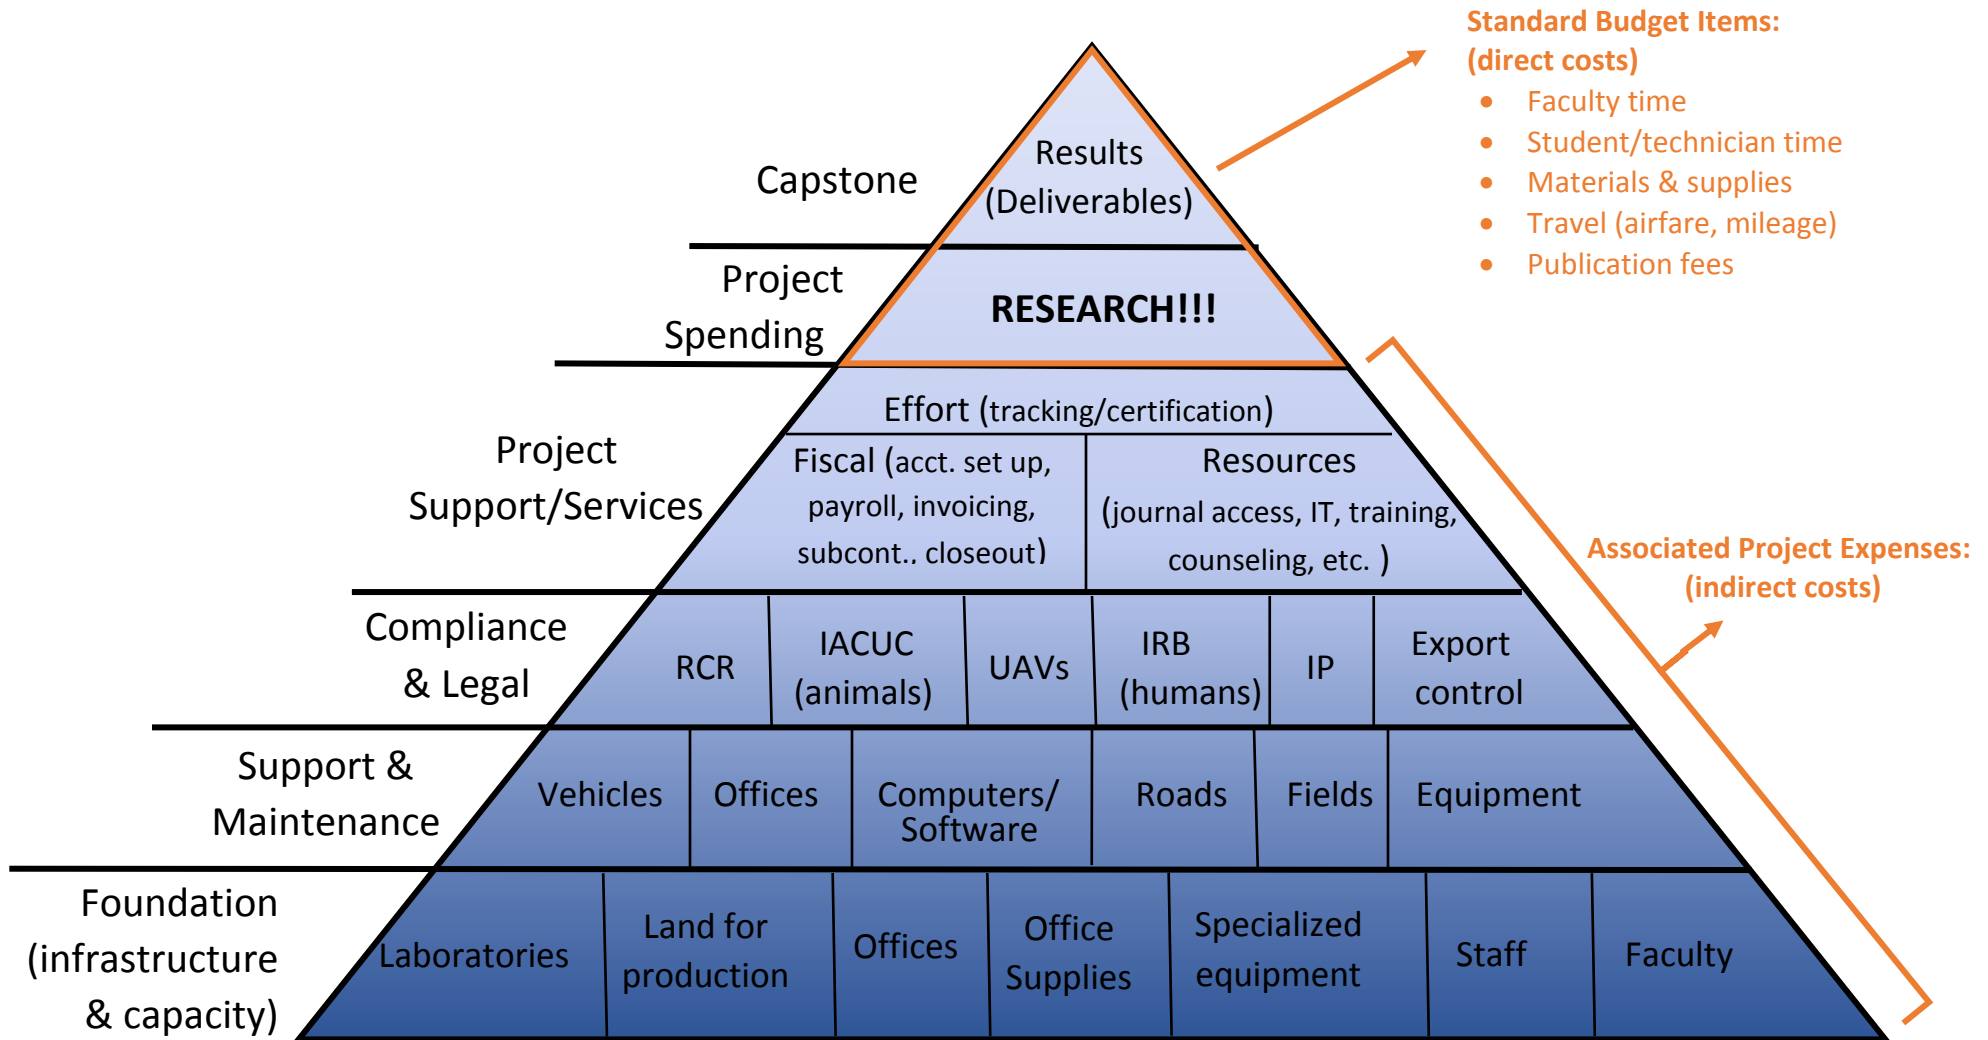 Standard Budget Items:
(direct costs)
• Faculty time
• Student/technician time
• Materials & supplies
• Travel (airfare, mileage)
• Publication fees
Capstone
Results
(Deliverables)
Project
Spending
RESEARCH!!!
Project
Support/Services
Effort (tracking/certification)
Fiscal (acct. set up,
payroll, invoicing,
subcont., closeout)
Resources
(journal access, IT, training,
counseling, etc. )
Associated Project Expenses:
(indirect costs)
Compliance
& Legal
RCR
IACUC
(animals)
UAVs
IRB
(humans)
IP
Export
control
Support &
Maintenance
Vehicles
Offices
Computers/
Software
Roads
Fields
Equipment
Foundation
(infrastructure
& capacity)
Laboratories
Land for
production
Offices
Office
Supplies
Specialized
equipment
Staff
Faculty